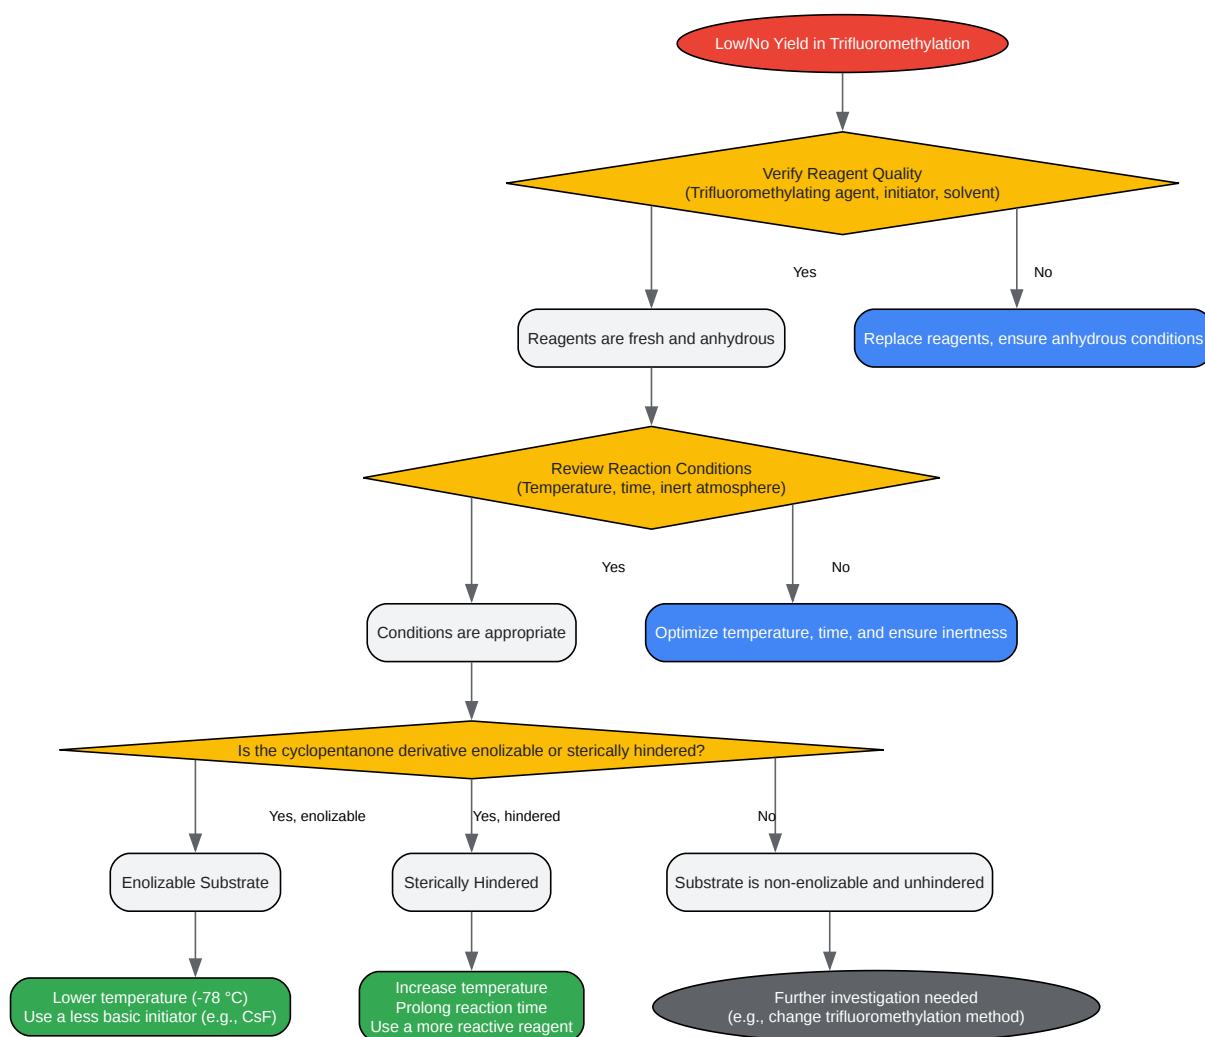 Low/No Yield in Trifluoromethylation
Verify Reagent Quality
(Trifluoromethylating agent, initiator, solvent)
Yes
No
Reagents are fresh and anhydrous
Replace reagents, ensure anhydrous conditions
Review Reaction Conditions
(Temperature, time, inert atmosphere)
Yes
No
Conditions are appropriate
Optimize temperature, time, and ensure inertness
Is the cyclopentanone derivative enolizable or sterically hindered?
Yes, enolizable
Yes, hindered
No
Enolizable Substrate
Sterically Hindered
Substrate is non-enolizable and unhindered
Lower temperature (-78 °C)
Use a less basic initiator (e.g., CsF)
Increase temperature
Prolong reaction time
Use a more reactive reagent
Further investigation needed
(e.g., change trifluoromethylation method)